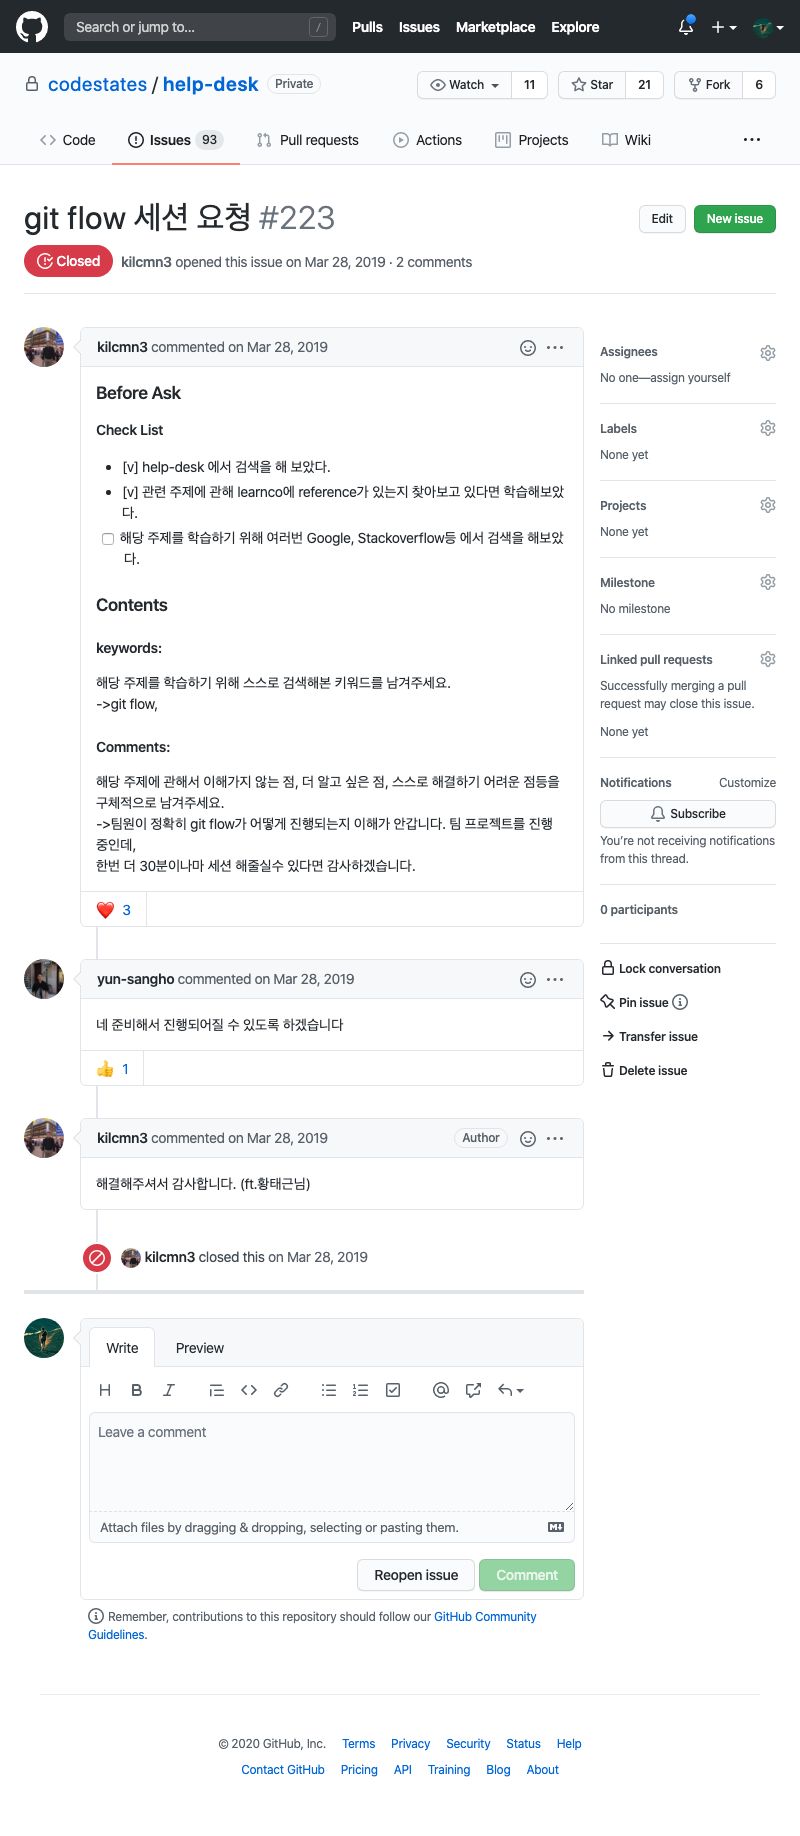 Search or jump to...
/
Pulls Issues Marketplace Explore
codestates / help-desk Private
Watch 11
Star 21
Fork 6
Code
Issues 93
Pull requests
Actions
Projects
Wiki
git flow 세션 요청 #223
Edit
New issue
Closed
kilcmn3 opened this issue on Mar 28, 2019 · 2 comments
kilcmn3 commented on Mar 28, 2019
Before Ask
Check List
[v] help-desk 에서 검색을 해 보았다.
[v] 관련 주제에 관해 learnco에 reference가 있는지 찾아보고 있다면 학습해보았
다.
해당 주제를 학습하기 위해 여러번 Google, Stackoverflow등 에서 검색을 해보았
다.
Contents
keywords:
해당 주제를 학습하기 위해 스스로 검색해본 키워드를 남겨주세요.
->git flow,
Comments:
해당 주제에 관해서 이해가지 않는 점, 더 알고 싶은 점, 스스로 해결하기 어려운 점등을
구체적으로 남겨주세요.
->팀원이 정확히 git flow가 어떻게 진행되는지 이해가 안갑니다. 팀 프로젝트를 진행
중인데,
한번 더 30분이나마 세션 해줄실수 있다면 감사하겠습니다.
3
yun-sangho commented on Mar 28, 2019
네 준비해서 진행되어질 수 있도록 하겠습니다
1
kilcmn3 commented on Mar 28, 2019
Author
해결해주셔서 감사합니다. (ft.황태근님)
kilcmn3 closed this on Mar 28, 2019
Write
Preview
Leave a comment
Attach files by dragging & dropping, selecting or pasting them.
Reopen issue
Comment
Remember, contributions to this repository should follow our GitHub Community
Guidelines.
Assignees
No one—assign yourself
Labels
None yet
Projects
None yet
Milestone
No milestone
Linked pull requests
Successfully merging a pull
request may close this issue.
None yet
Notifications
Customize
Subscribe
You're not receiving notifications
from this thread.
0 participants
Lock conversation
Pin issue
Transfer issue
Delete issue
© 2020 GitHub, Inc. Terms Privacy Security Status Help
Contact GitHub Pricing API Training Blog About